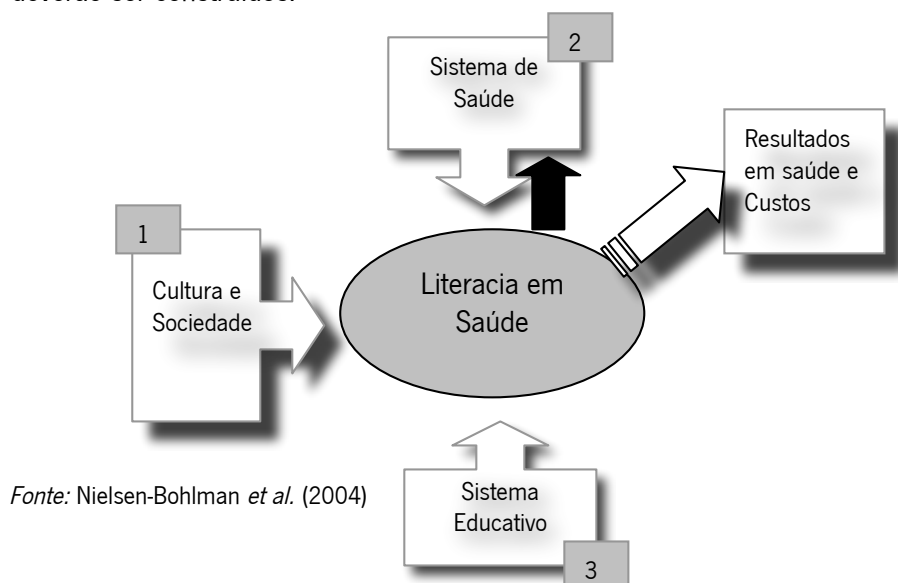 deverão ser construídos.
2
Sistema de
Saúde
Resultados
em saúde e
Custos
1
Cultura e
Sociedade
Literacia em
Saúde
Fonte: Nielsen-Bohlman et al. (2004)
Sistema
Educativo
3